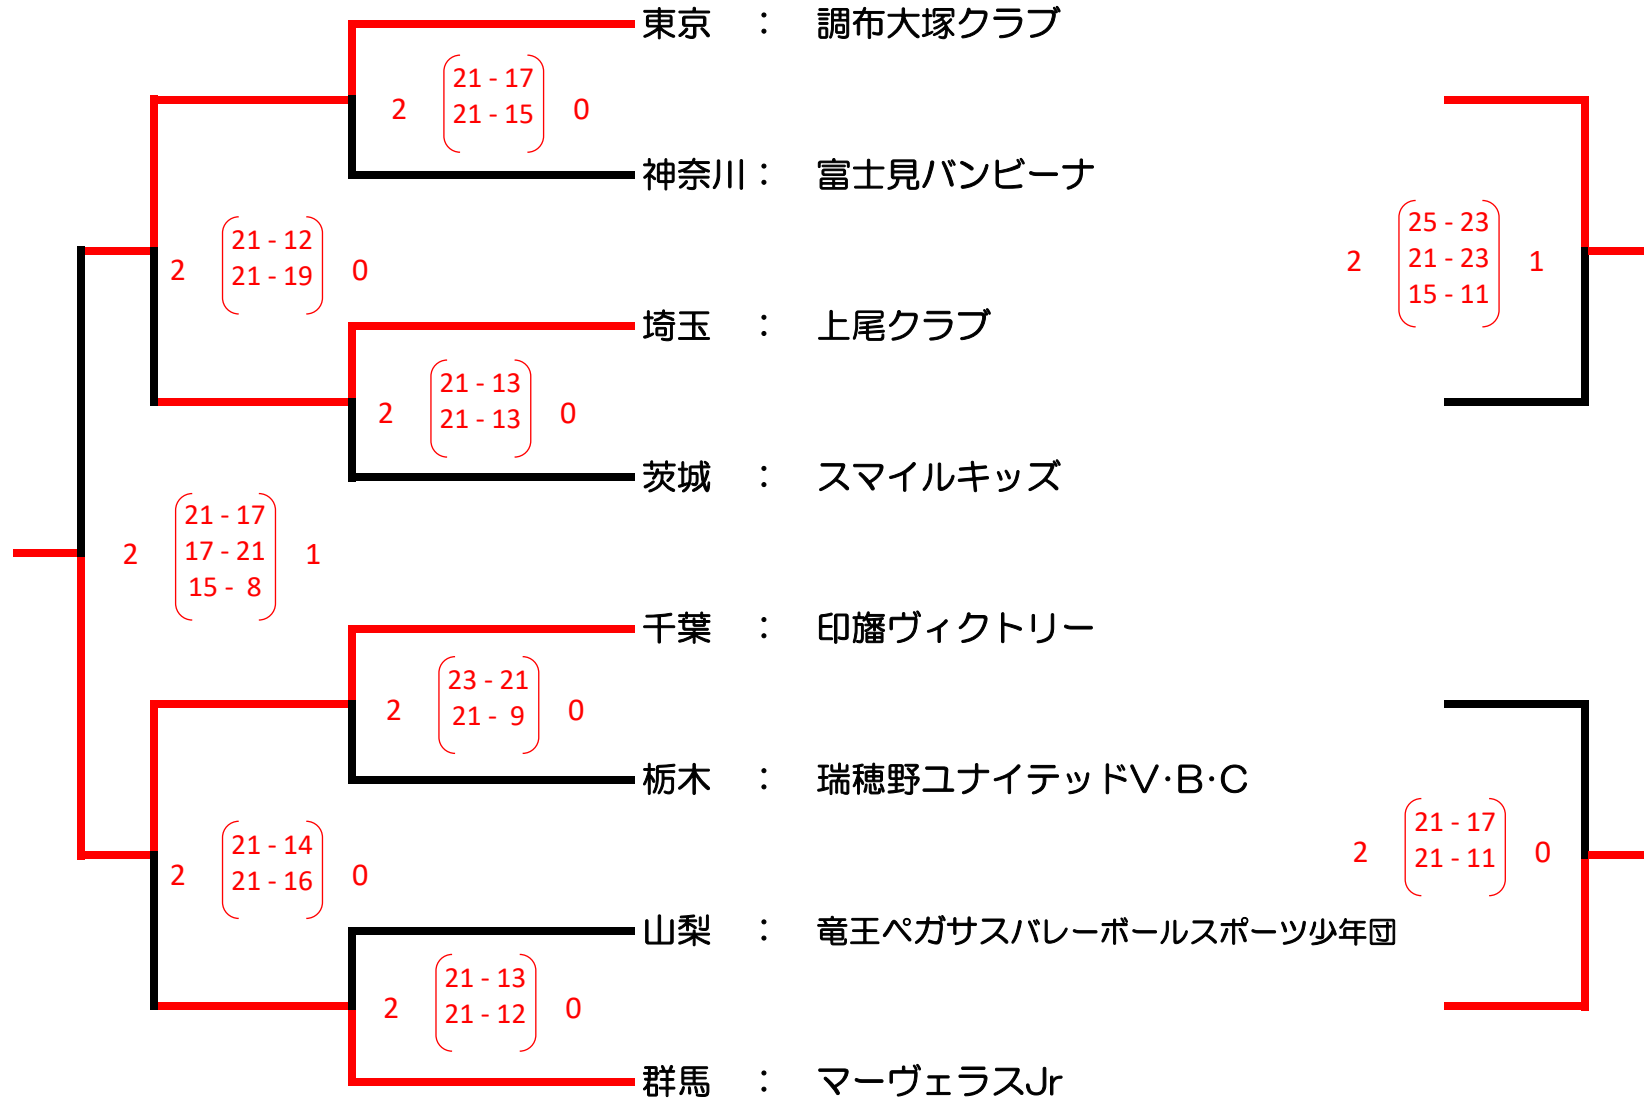 東京 : 調布大塚クラブ
2 21 - 17 0
21 - 15
神奈川 : 富士見バンビーナ
2 21 - 12 0
21 - 19
埼玉 : 上尾クラブ
2 21 - 13 0
21 - 13
茨城 : スマイルキッズ
2 21 - 17 1
17 - 21
15 - 8
千葉 : 印旛ヴィクトリー
2 23 - 21 0
21 - 9
栃木 : 瑞穂野ユナイテッドV・B・C
2 21 - 14 0
21 - 16
山梨 : 竜王ペガサスバレーボールスポーツ少年団
2 21 - 13 0
21 - 12
群馬 : マーヴェラスJr
2 25 - 23 1
21 - 23
15 - 11
2 21 - 17 0
21 - 11